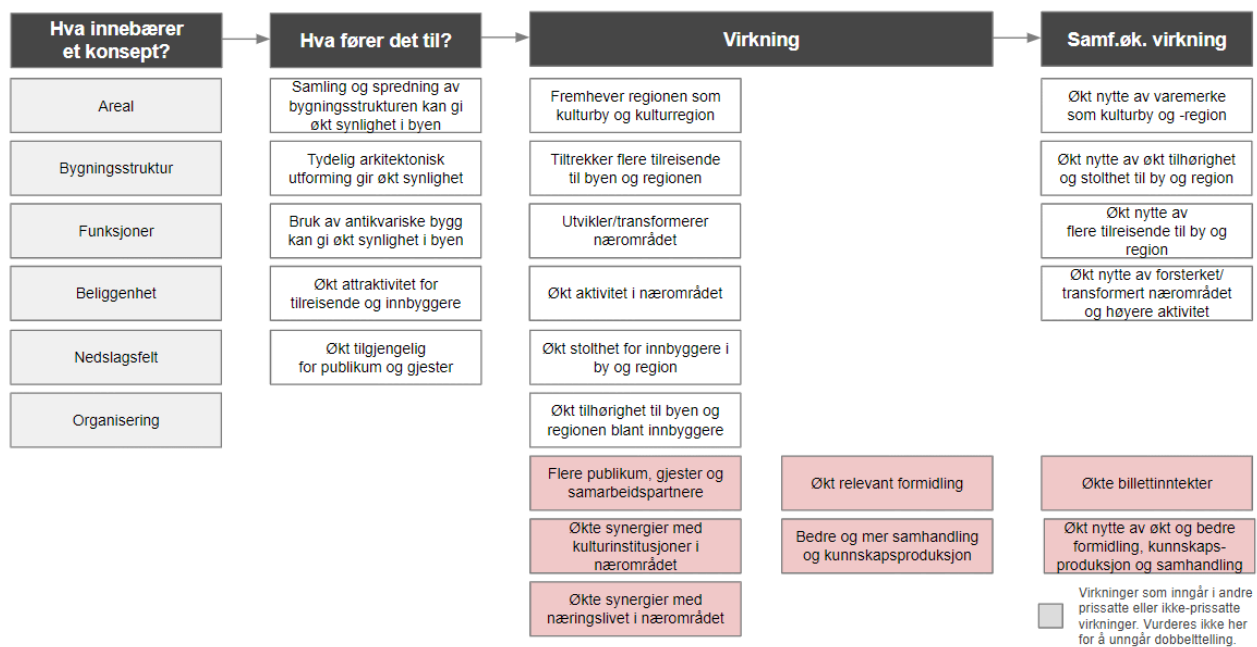 Hva innebærer
et konsept?
Hva fører det til?
Virkning
Samf.øk. virkning
Areal
Bygningsstruktur
Funksjoner
Beliggenhet
Nedslagsfelt
Organisering
Samling og spredning av
bygningsstrukturen kan gi
økt synlighet i byen
Tydelig arkitektonisk
utforming gir økt synlighet
Bruk av antikvariske bygg
kan gi økt synlighet i byen
Økt attraktivitet for
tilreisende og innbyggere
Økt tilgjengelig
for publikum og gjester
Fremhever regionen som
kulturby og kulturregion
Tiltrekker flere tilreisende
til byen og regionen
Utvikler/transformerer
nærområdet
Økt aktivitet i nærområdet
Økt stolthet for innbyggere i
by og region
Økt tilhørighet til byen og
regionen blant innbyggere
Flere publikum, gjester og
samarbeidspartnere
Økte synergier med
kulturinstitusjoner i
nærområdet
Økte synergier med
næringslivet i nærområdet
Økt relevant formidling
Bedre og mer samhandling
og kunnskapsproduksjon
Økt nytte av varemerke
som kulturby og -region
Økt nytte av økt tilhørighet
og stolthet til by og region
Økt nytte av
flere tilreisende til by og
region
Økt nytte av forsterket/
transformert nærområdet
og høyere aktivitet
Økte billettinntekter
Økt nytte av økt og bedre
formidling, kunnskaps-
produksjon og samhandling
Virkninger som inngår i andre
prissatte eller ikke-prissatte
virkninger. Vurderes ikke her
for å unngår dobbelttelling.